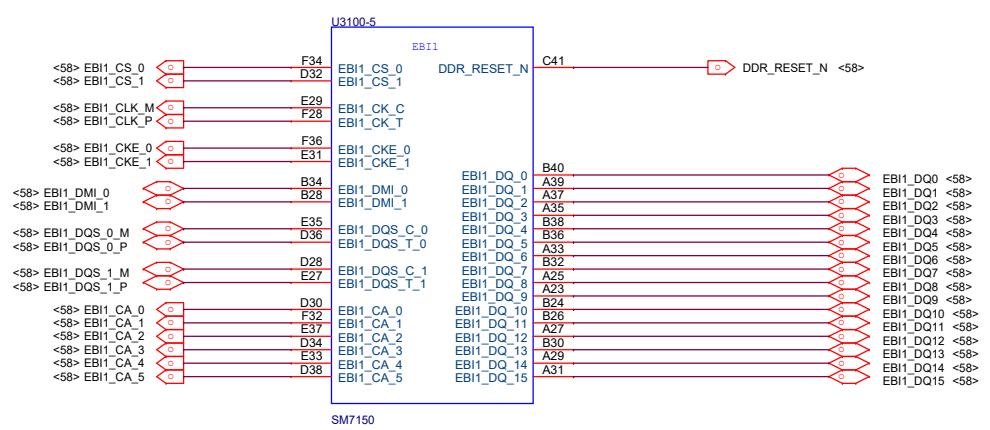 U3100-5
EBI1
<58> EBI1_CS_0 F34 EBI1_CS_0 DDR_RESET_N C41 DDR_RESET_N <58>
<58> EBI1_CS_1 D32 EBI1_CS_1
<58> EBI1_CLK_M E29 EBI1_CK_C
<58> EBI1_CLK_P F28 EBI1_CK_T
<58> EBI1_CKE_0 F36 EBI1_CKE_0
<58> EBI1_CKE_1 E31 EBI1_CKE_1
EBI1_DQ_0 B40 EBI1_DQ0 <58>
<58> EBI1_DMI_0 B34 EBI1_DMI_0 EBI1_DQ_1 A39 EBI1_DQ1 <58>
<58> EBI1_DMI_1 B28 EBI1_DMI_1 EBI1_DQ_2 A37 EBI1_DQ2 <58>
EBI1_DQ_3 A35 EBI1_DQ3 <58>
<58> EBI1_DQS_0_M E35 EBI1_DQS_C_0 EBI1_DQ_4 B38 EBI1_DQ4 <58>
<58> EBI1_DQS_0_P D36 EBI1_DQS_T_0 EBI1_DQ_5 B36 EBI1_DQ5 <58>
EBI1_DQ_6 A33 EBI1_DQ6 <58>
<58> EBI1_DQS_1_M D28 EBI1_DQS_C_1 EBI1_DQ_7 B32 EBI1_DQ7 <58>
<58> EBI1_DQS_1_P E27 EBI1_DQS_T_1 EBI1_DQ_8 A25 EBI1_DQ8 <58>
EBI1_DQ_9 A23 EBI1_DQ9 <58>
<58> EBI1_CA_0 D30 EBI1_CA_0 EBI1_DQ_10 B24 EBI1_DQ10 <58>
<58> EBI1_CA_1 F32 EBI1_CA_1 EBI1_DQ_11 B26 EBI1_DQ11 <58>
<58> EBI1_CA_2 E37 EBI1_CA_2 EBI1_DQ_12 A27 EBI1_DQ12 <58>
<58> EBI1_CA_3 D34 EBI1_CA_3 EBI1_DQ_13 B30 EBI1_DQ13 <58>
<58> EBI1_CA_4 E33 EBI1_CA_4 EBI1_DQ_14 A29 EBI1_DQ14 <58>
<58> EBI1_CA_5 D38 EBI1_CA_5 EBI1_DQ_15 A31 EBI1_DQ15 <58>
SM7150